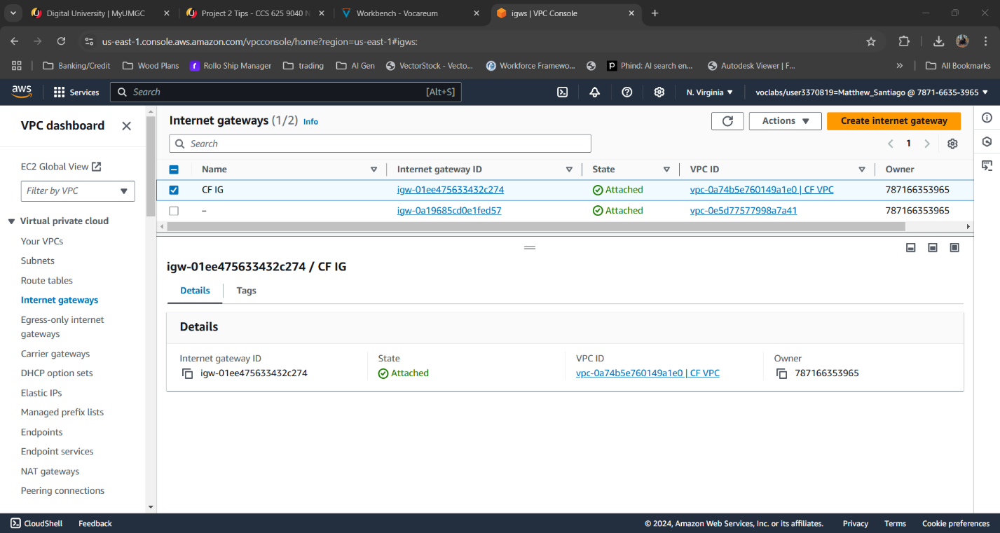 Digital University | MyUMGC
Project 2 Tips - CCS 625 9040
Workbench - Vocareum
igws | VPC Console
us-east-1.console.aws.amazon.com/vpcconsole/home?region=us-east-1#igws:
Banking/Credit
Wood Plans
Rollo Ship Manager
trading
AI Gen
VectorStock - Vecto...
Workforce Framewo...
Phind: AI search en...
Autodesk Viewer | F...
»
All Bookmarks
aws
Services
Search
[Alt+S]
N. Virginia
voclabs/user3370819=Matthew_Santiago @ 7871-6635-3965
VPC dashboard
EC2 Global View
Filter by VPC
Virtual private cloud
Your VPCs
Subnets
Route tables
Internet gateways
Egress-only internet
gateways
Carrier gateways
DHCP option sets
Elastic IPs
Managed prefix lists
Endpoints
Endpoint services
NAT gateways
Peering connections
Internet gateways (1/2) Info
Actions
Create internet gateway
Search
1
Name Internet gateway ID State VPC ID Owner
CF IG igw-01ee475633432c274 Attached vpc-0a74b5e760149a1e0 | CF VPC 787166353965
– igw-0a19685cd0e1fed57 Attached vpc-0e5d77577998a7a41 787166353965
igw-01ee475633432c274 / CF IG
Details Tags
Details
Internet gateway ID State VPC ID Owner
igw-01ee475633432c274 Attached vpc-0a74b5e760149a1e0 | CF VPC 787166353965
CloudShell Feedback © 2024, Amazon Web Services, Inc. or its affiliates. Privacy Terms Cookie preferences